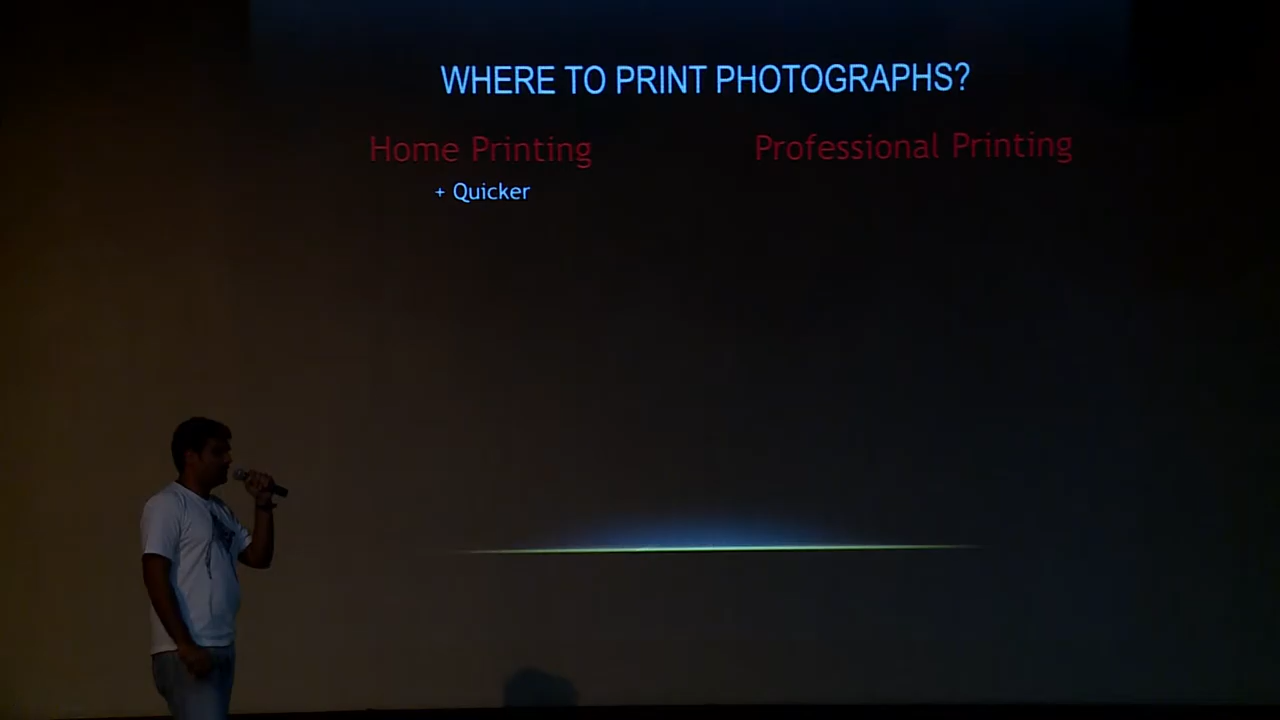 WHERE TO PRINT PHOTOGRAPHS?
Home Printing
Professional Printing
+ Quicker